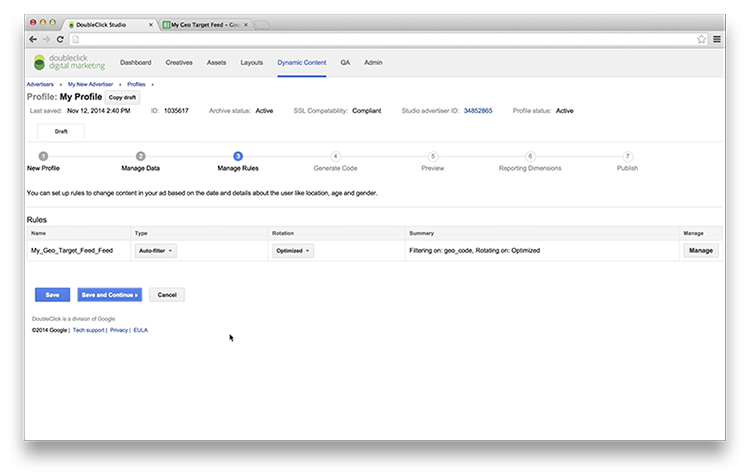 DoubleClick Studio
My Geo Target Feed – Goo
doubleclick
digital marketing
Dashboard Creatives Assets Layouts Dynamic Content QA Admin
Advertisers › My New Advertiser › Profiles ›
Profile: My Profile Copy draft
Last saved: Nov 12, 2014 2:40 PM ID: 1035617 Archive status: Active SSL Compatability: Compliant Studio advertiser ID: 34852865 Profile status: Active
Draft
1 2 3 4 5 6 7
New Profile Manage Data Manage Rules Generate Code Preview Reporting Dimensions Publish
You can set up rules to change content in your ad based on the date and details about the user like location, age and gender.
Rules
Name Type Rotation Summary Manage
My_Geo_Target_Feed_Feed Auto-filter Optimized Filtering on: geo_code, Rotating on: Optimized Manage
Save Save and Continue › Cancel
DoubleClick is a division of Google
©2014 Google | Tech support | Privacy | EULA